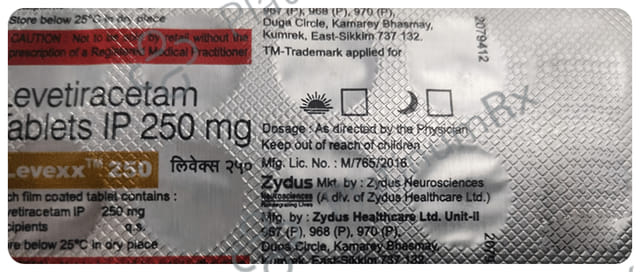 Store below 25°C in dry place
CAUTION: Not to be sold by retail without the
prescription of a Registered Medical Practitioner
Levetiracetam
Tablets IP 250 mg
Levexx™ 250 लिवेक्स २५०
ch film coated tablet contains :
vetiracetam IP 250 mg
cipients q.s.
re below 25°C in dry place
967 (P), 968 (P), 970 (P),
Duga Circle, Kamarey Bhasmay,
Kumrek, East-Sikkim 737 132.
TM-Trademark applied for
Dosage : As directed by the Physician
Keep out of reach of children
Mfg. Lic. No. : M/765/2016
Zydus Mkt. by : Zydus Neurosciences
Neurosciences (A div. of Zydus Healthcare Ltd.)
Mfg. by : Zydus Healthcare Ltd. Unit-II
967 (P), 968 (P), 970 (P),
Duga Circle, Kamarey Bhasmay,
Kumrek, East-Sikkim 737 132.
2079412